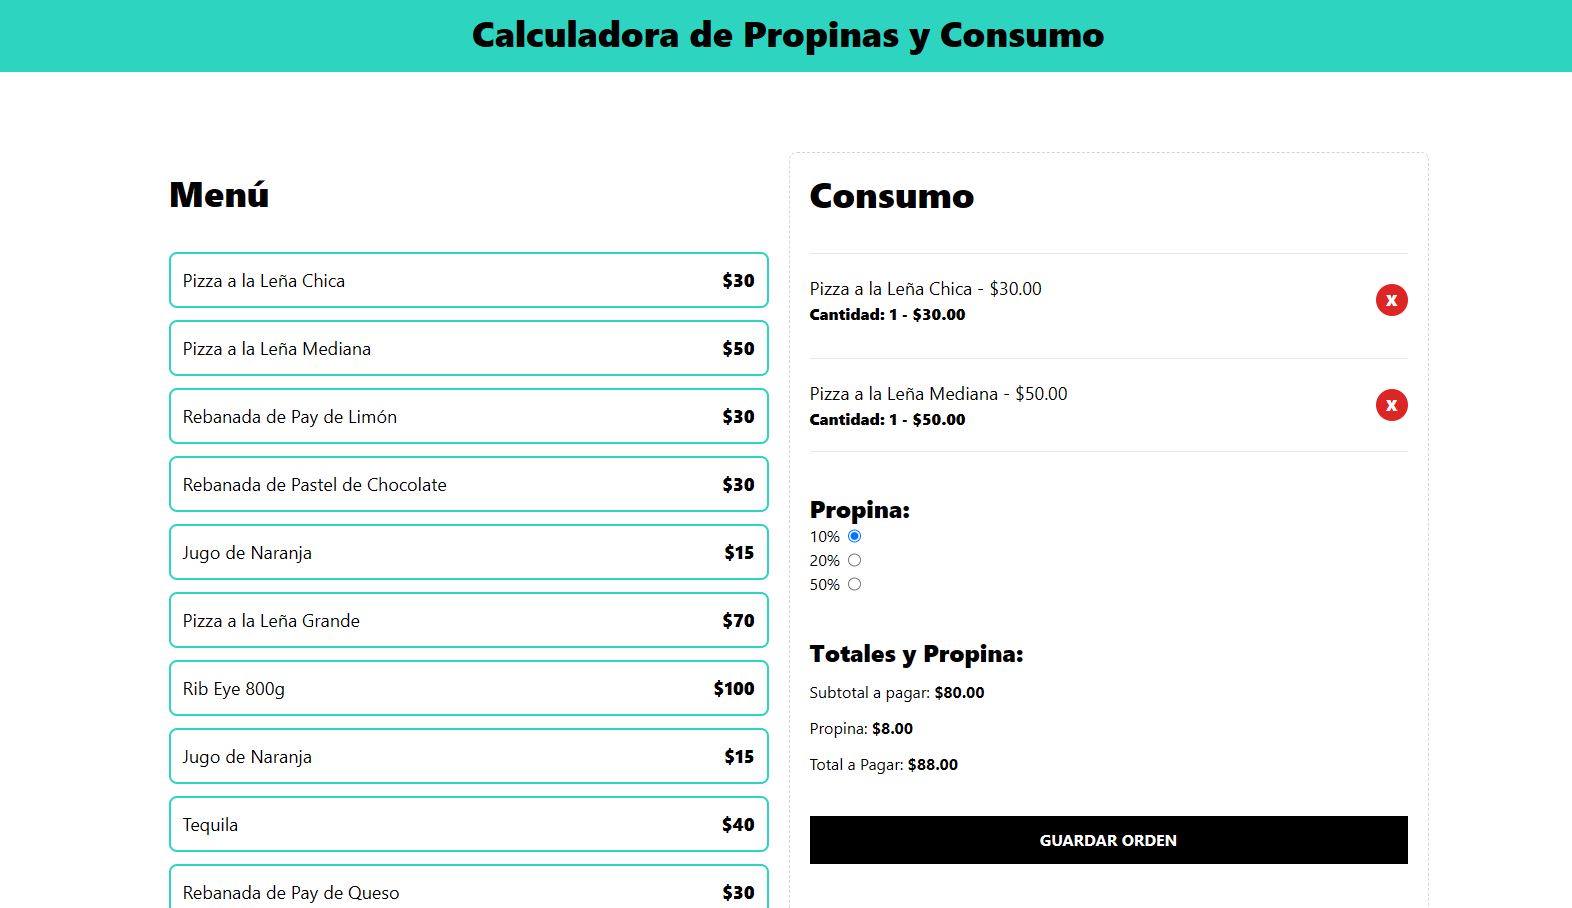 Calculadora de Propinas y Consumo
Menú
Pizza a la Leña Chica $30
Pizza a la Leña Mediana $50
Rebanada de Pay de Limón $30
Rebanada de Pastel de Chocolate $30
Jugo de Naranja $15
Pizza a la Leña Grande $70
Rib Eye 800g $100
Jugo de Naranja $15
Tequila $40
Rebanada de Pay de Queso $30
Consumo
Pizza a la Leña Chica - $30.00
Cantidad: 1 - $30.00
X
Pizza a la Leña Mediana - $50.00
Cantidad: 1 - $50.00
X
Propina:
10%
20%
50%
Totales y Propina:
Subtotal a pagar: $80.00
Propina: $8.00
Total a Pagar: $88.00
GUARDAR ORDEN